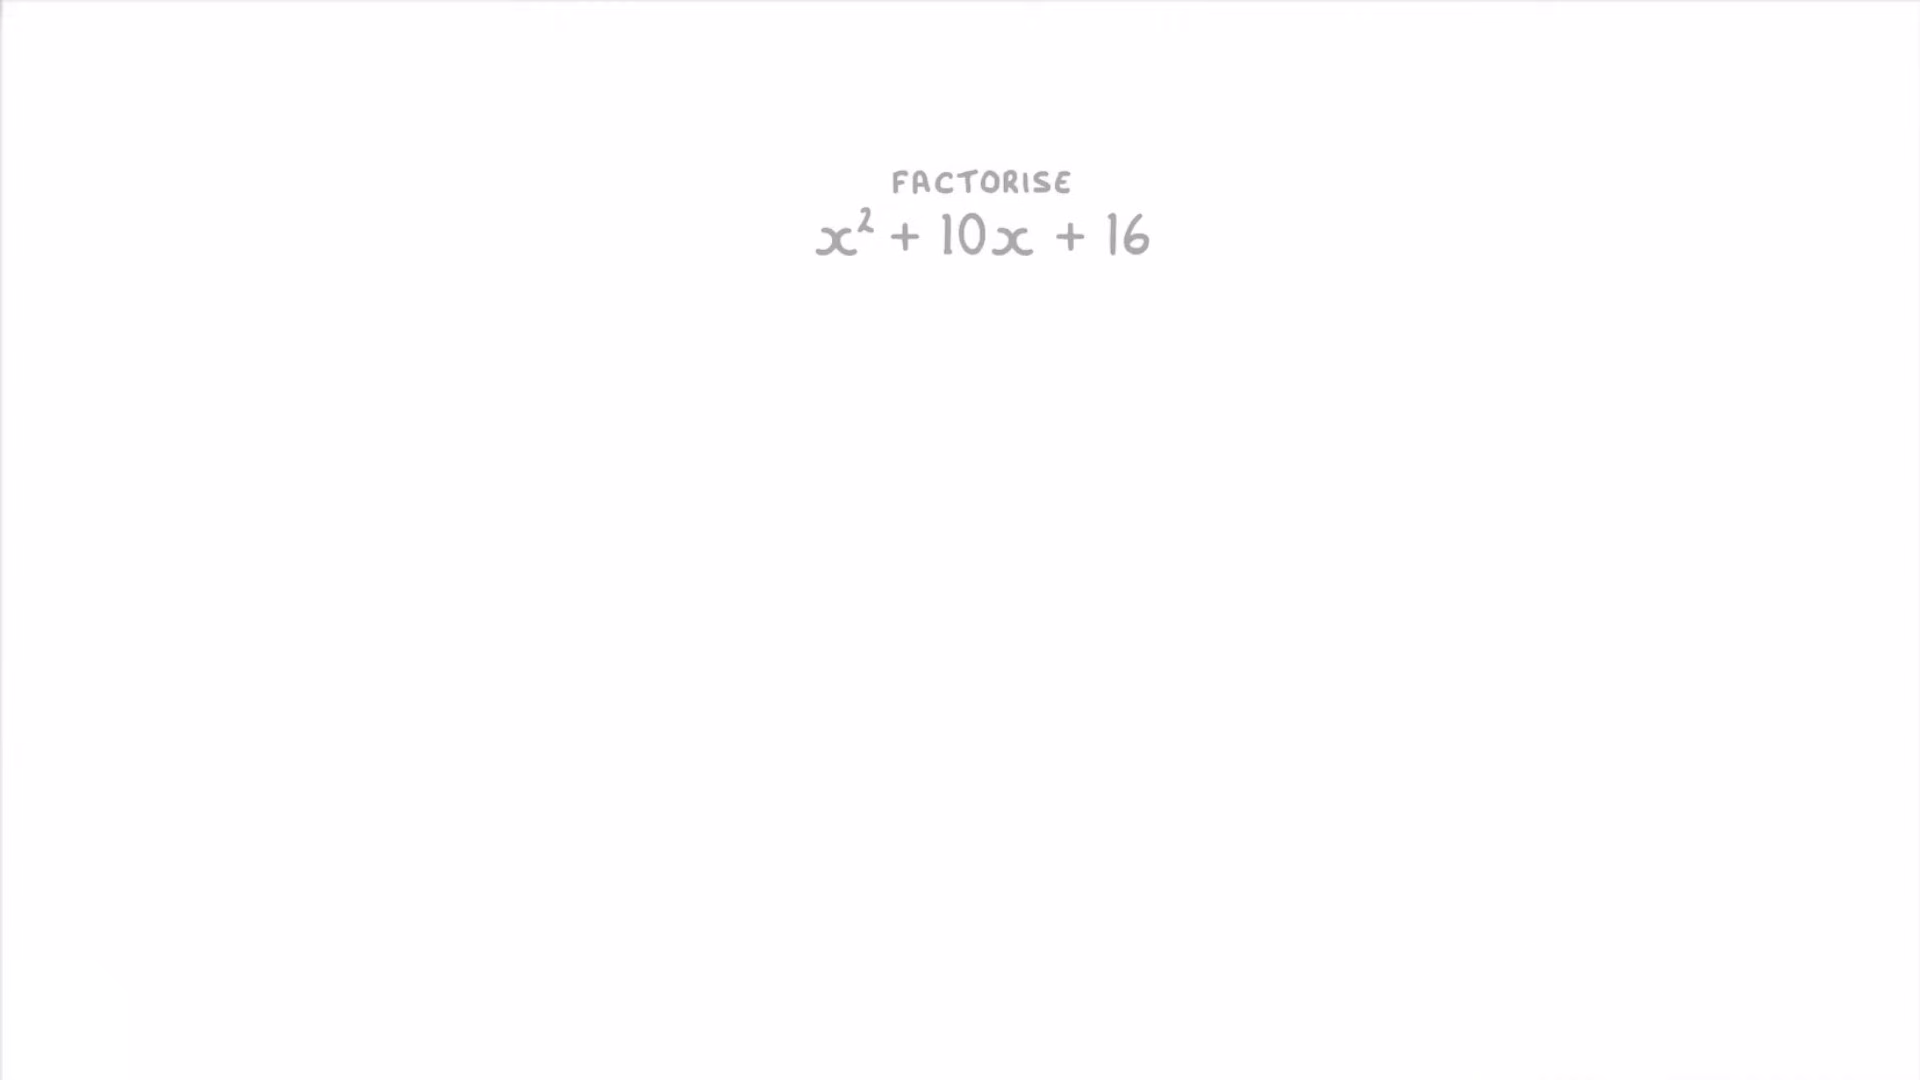 FACTORISE
x² + 10x + 16